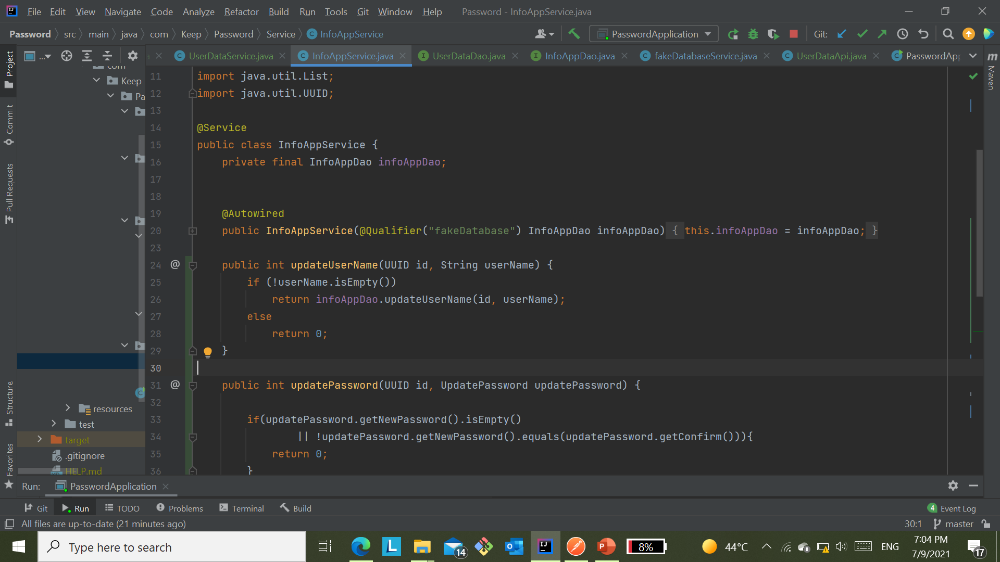 File Edit View Navigate Code Analyze Refactor Build Run Tools Git Window Help Password - InfoAppService.java
Password src main java com Keep Password Service InfoAppService PasswordApplication Git:
... UserDataService.java InfoAppService.java UserDataDao.java InfoAppDao.java fakeDatabaseService.java UserDataApi.java PasswordApp
Project
Commit
Pull Requests
Structure
Favorites
Maven
com
Keep
Pa
resources
test
target
.gitignore
HELP.md
11 import java.util.List;
12 import java.util.UUID;
13
14 @Service
15 public class InfoAppService {
16 private final InfoAppDao infoAppDao;
17
18
19 @Autowired
20 public InfoAppService(@Qualifier("fakeDatabase") InfoAppDao infoAppDao) { this.infoAppDao = infoAppDao; }
23
24 @ public int updateUserName(UUID id, String userName) {
25 if (!userName.isEmpty())
26 return infoAppDao.updateUserName(id, userName);
27 else
28 return 0;
29 }
30
31 @ public int updatePassword(UUID id, UpdatePassword updatePassword) {
32
33 if(updatePassword.getNewPassword().isEmpty()
34 || !updatePassword.getNewPassword().equals(updatePassword.getConfirm())){
35 return 0;
36 }
Run: PasswordApplication
Git Run TODO Problems Terminal Build 4 Event Log
All files are up-to-date (21 minutes ago) 30:1 master
Type here to search 14 8% 44°C ENG 7:04 PM
7/9/2021 17